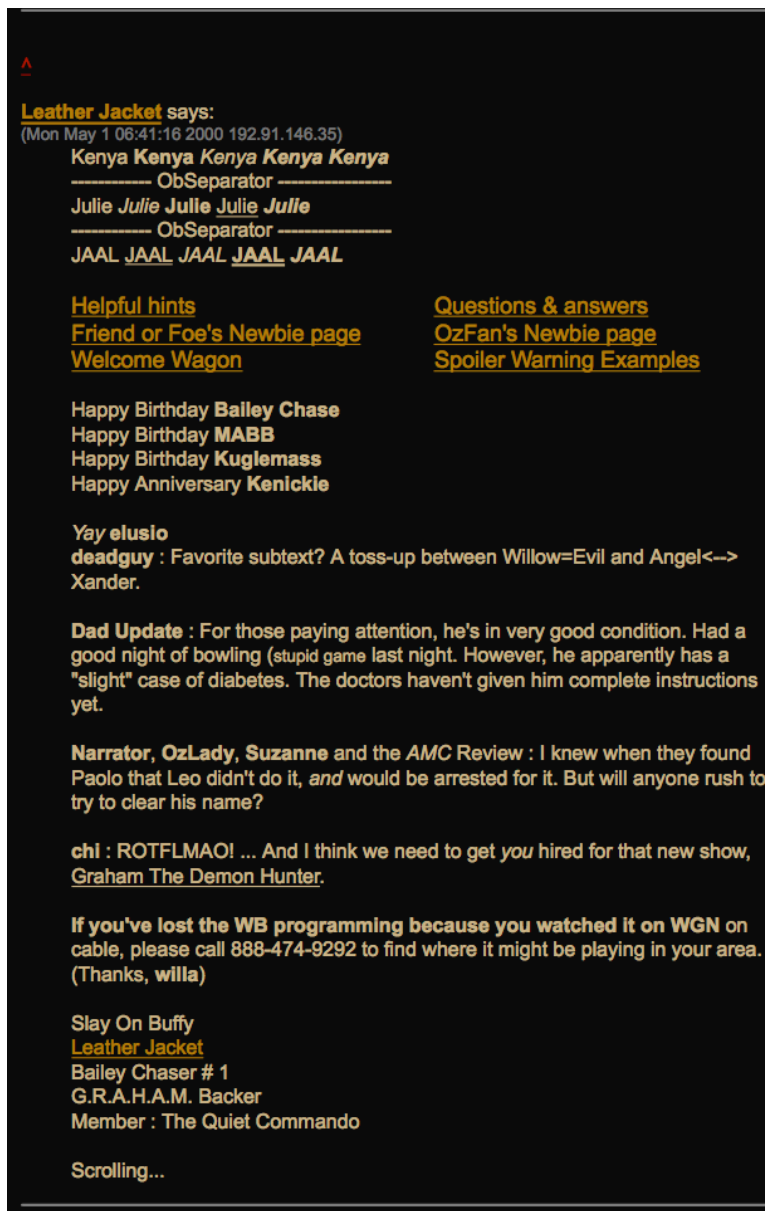 ^
Leather Jacket says:
(Mon May 1 06:41:16 2000 192.91.146.35)
Kenya Kenya Kenya Kenya Kenya
------------ ObSeparator -----------------
Julie Julie Julie Julie Julie
------------ ObSeparator -----------------
JAAL JAAL JAAL JAAL JAAL
Helpful hints Questions & answers
Friend or Foe's Newbie page OzFan's Newbie page
Welcome Wagon Spoiler Warning Examples
Happy Birthday Bailey Chase
Happy Birthday MABB
Happy Birthday Kuglemass
Happy Anniversary Kenickie
Yay elusio
deadguy : Favorite subtext? A toss-up between Willow=Evil and Angel<-->
Xander.
Dad Update : For those paying attention, he's in very good condition. Had a
good night of bowling (stupid game last night. However, he apparently has a
"slight" case of diabetes. The doctors haven't given him complete instructions
yet.
Narrator, OzLady, Suzanne and the AMC Review : I knew when they found
Paolo that Leo didn't do it, and would be arrested for it. But will anyone rush to
try to clear his name?
chi : ROTFLMAO! ... And I think we need to get you hired for that new show,
Graham The Demon Hunter.
If you've lost the WB programming because you watched it on WGN on
cable, please call 888-474-9292 to find where it might be playing in your area.
(Thanks, willa)
Slay On Buffy
Leather Jacket
Bailey Chaser # 1
G.R.A.H.A.M. Backer
Member : The Quiet Commando
Scrolling...